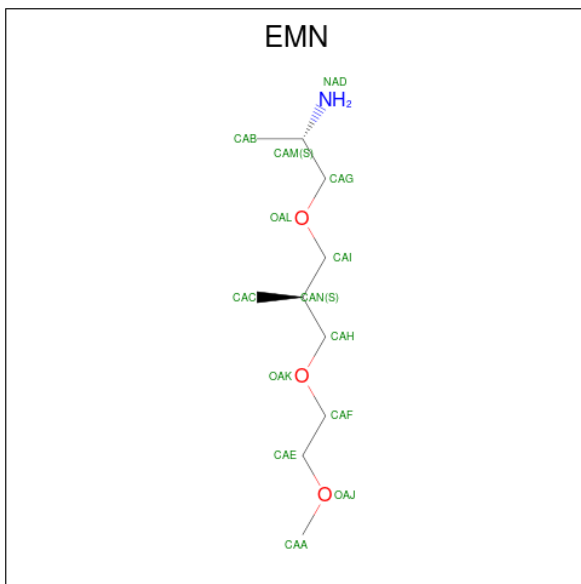 EMN
NAD
NH₂
CAB
CAM(S)
CAG
OAL O
CAI
CAC CAN(S)
CAH
OAK O
CAF
CAE
O OAJ
CAA